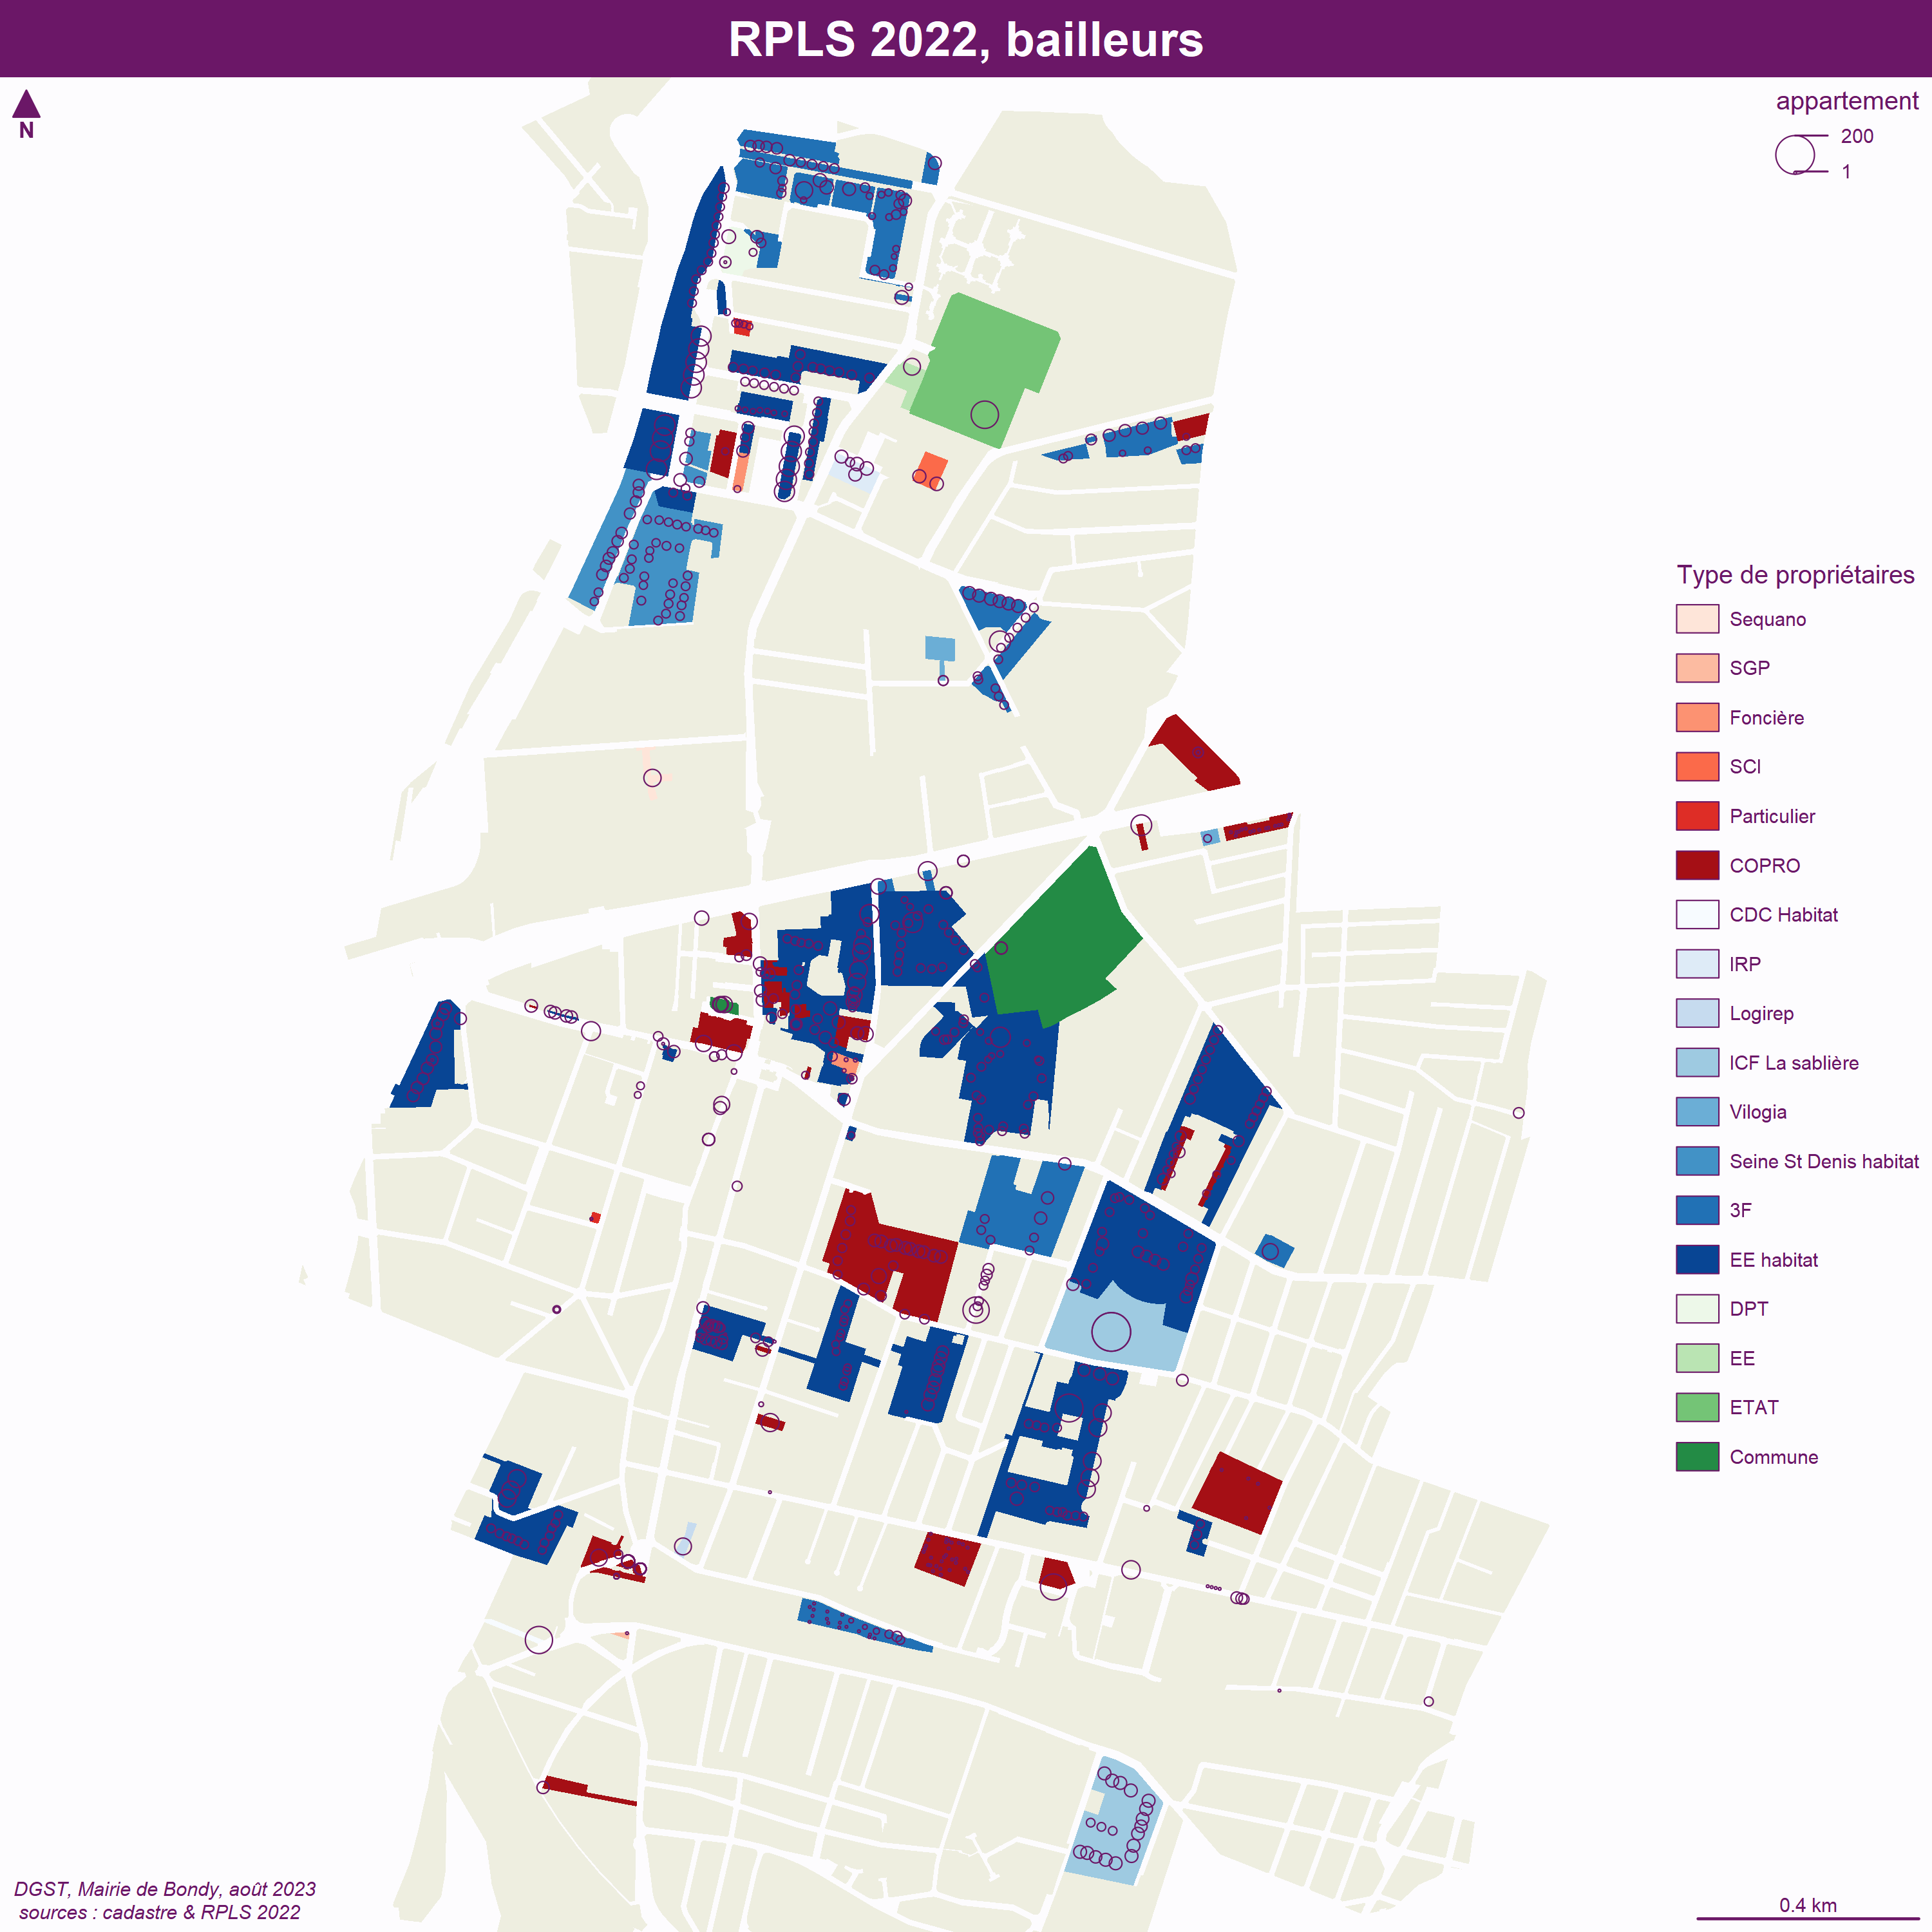 RPLS 2022, bailleurs
N
appartement
200
1
Type de propriétaires
Sequano
SGP
Foncière
SCI
Particulier
COPRO
CDC Habitat
IRP
Logirep
ICF La sablière
Vilogia
Seine St Denis habitat
3F
EE habitat
DPT
EE
ETAT
Commune
DGST, Mairie de Bondy, août 2023
sources : cadastre & RPLS 2022
0.4 km